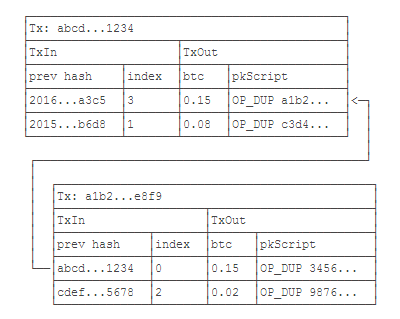 Tx: abcd...1234
TxIn TxOut
prev hash index btc pkScript
2016...a3c5 3 0.15 OP_DUP a1b2...
2015...b6d8 1 0.08 OP_DUP c3d4...
Tx: a1b2...e8f9
TxIn TxOut
prev hash index btc pkScript
abcd...1234 0 0.15 OP_DUP 3456...
cdef...5678 2 0.02 OP_DUP 9876...